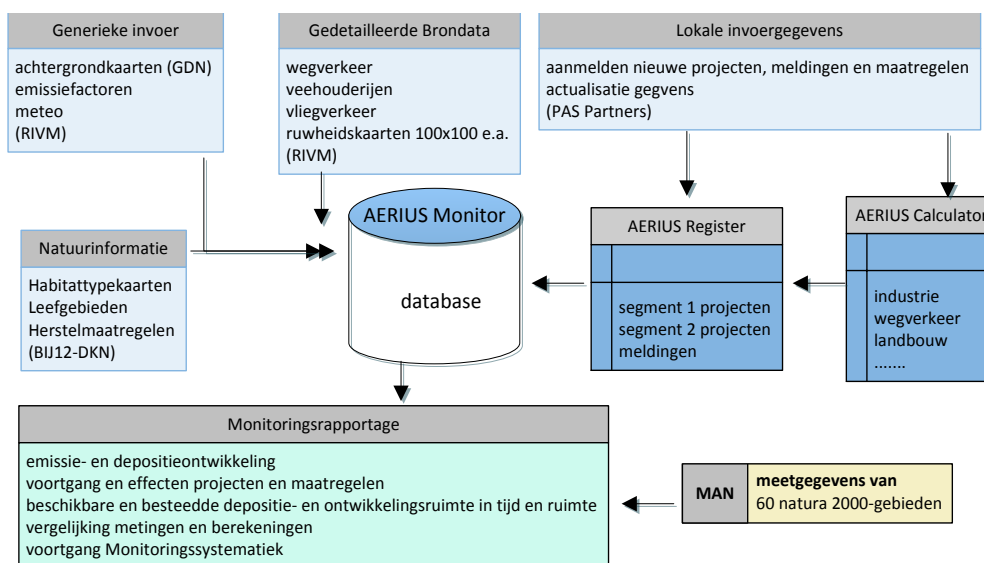 Generieke invoer
achtergrondkaarten (GDN)
emissiefactoren
meteo
(RIVM)
Gedetailleerde Brondata
wegverkeer
veehouderijen
vliegverkeer
ruwheidskaarten 100x100 e.a.
(RIVM)
Lokale invoergegevens
aanmelden nieuwe projecten, meldingen en maatregelen
actualisatie gegvens
(PAS Partners)
Natuurinformatie
Habitattypekaarten
Leefgebieden
Herstelmaatregelen
(BIJ12-DKN)
AERIUS Monitor
database
AERIUS Register
segment 1 projecten
segment 2 projecten
meldingen
AERIUS Calculator
industrie
wegverkeer
landbouw
.......
Monitoringsrapportage
emissie- en depositieontwikkeling
voortgang en effecten projecten en maatregelen
beschikbare en besteedde depositie- en ontwikkelingsruimte in tijd en ruimte
vergelijking metingen en berekeningen
voortgang Monitoringssystematiek
MAN
meetgegevens van
60 natura 2000-gebieden